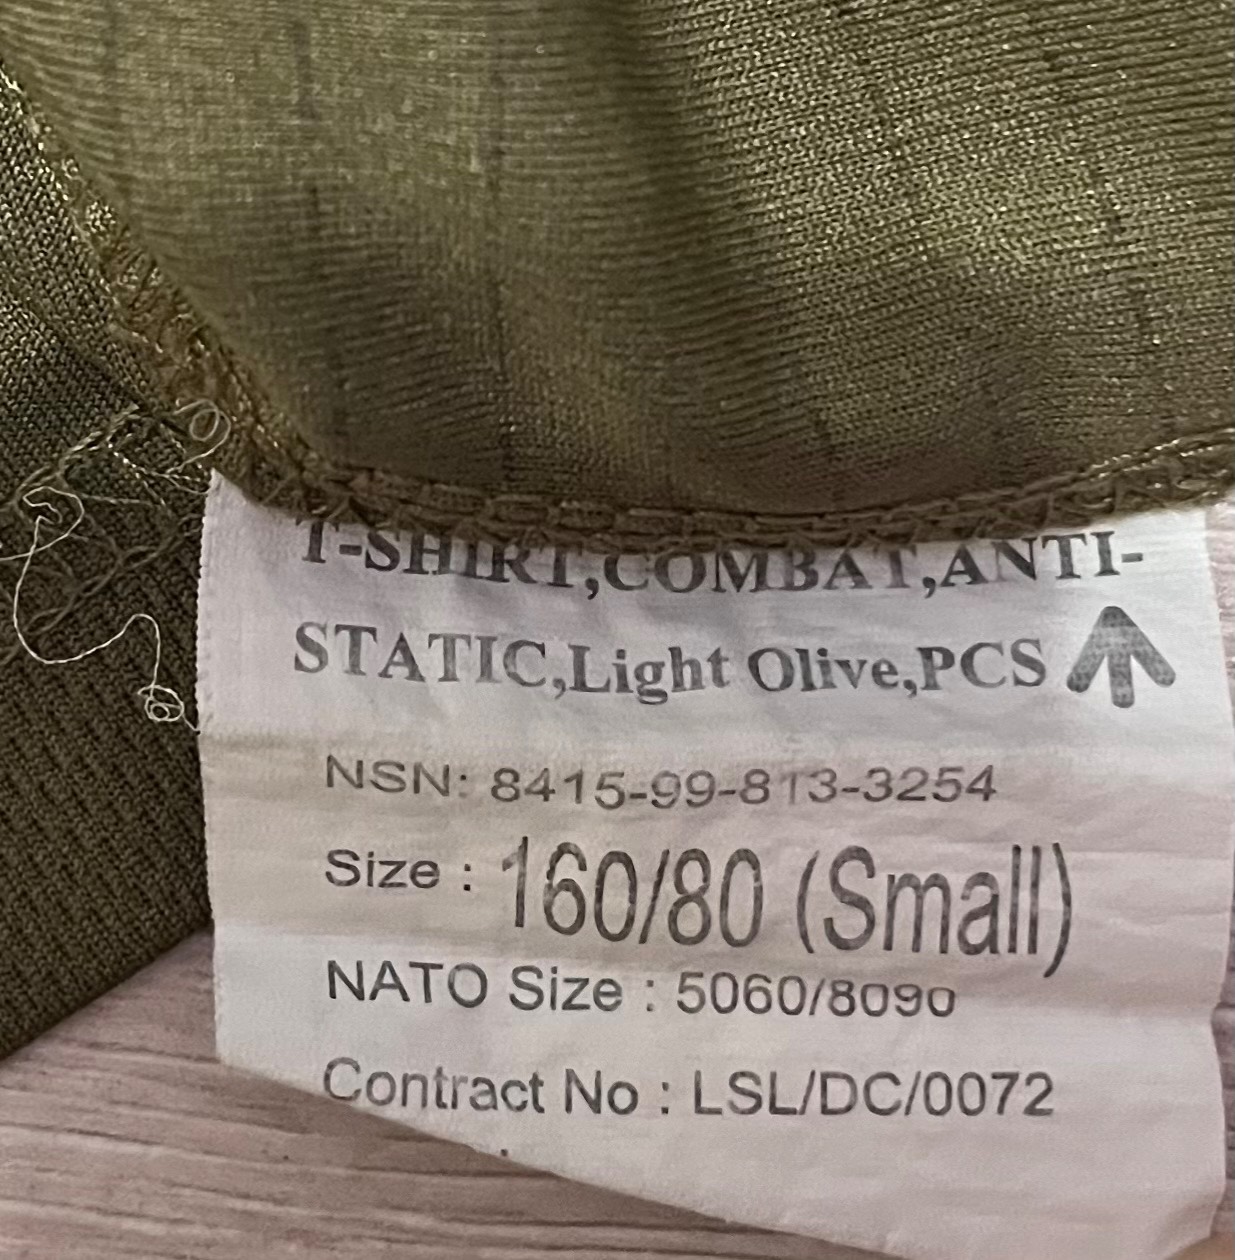 T-SHIRT,COMBAT,ANTI-
STATIC,Light Olive,PCS
NSN: 8415-99-813-3254
Size : 160/80 (Small)
NATO Size : 5060/8090
Contract No : LSL/DC/0072